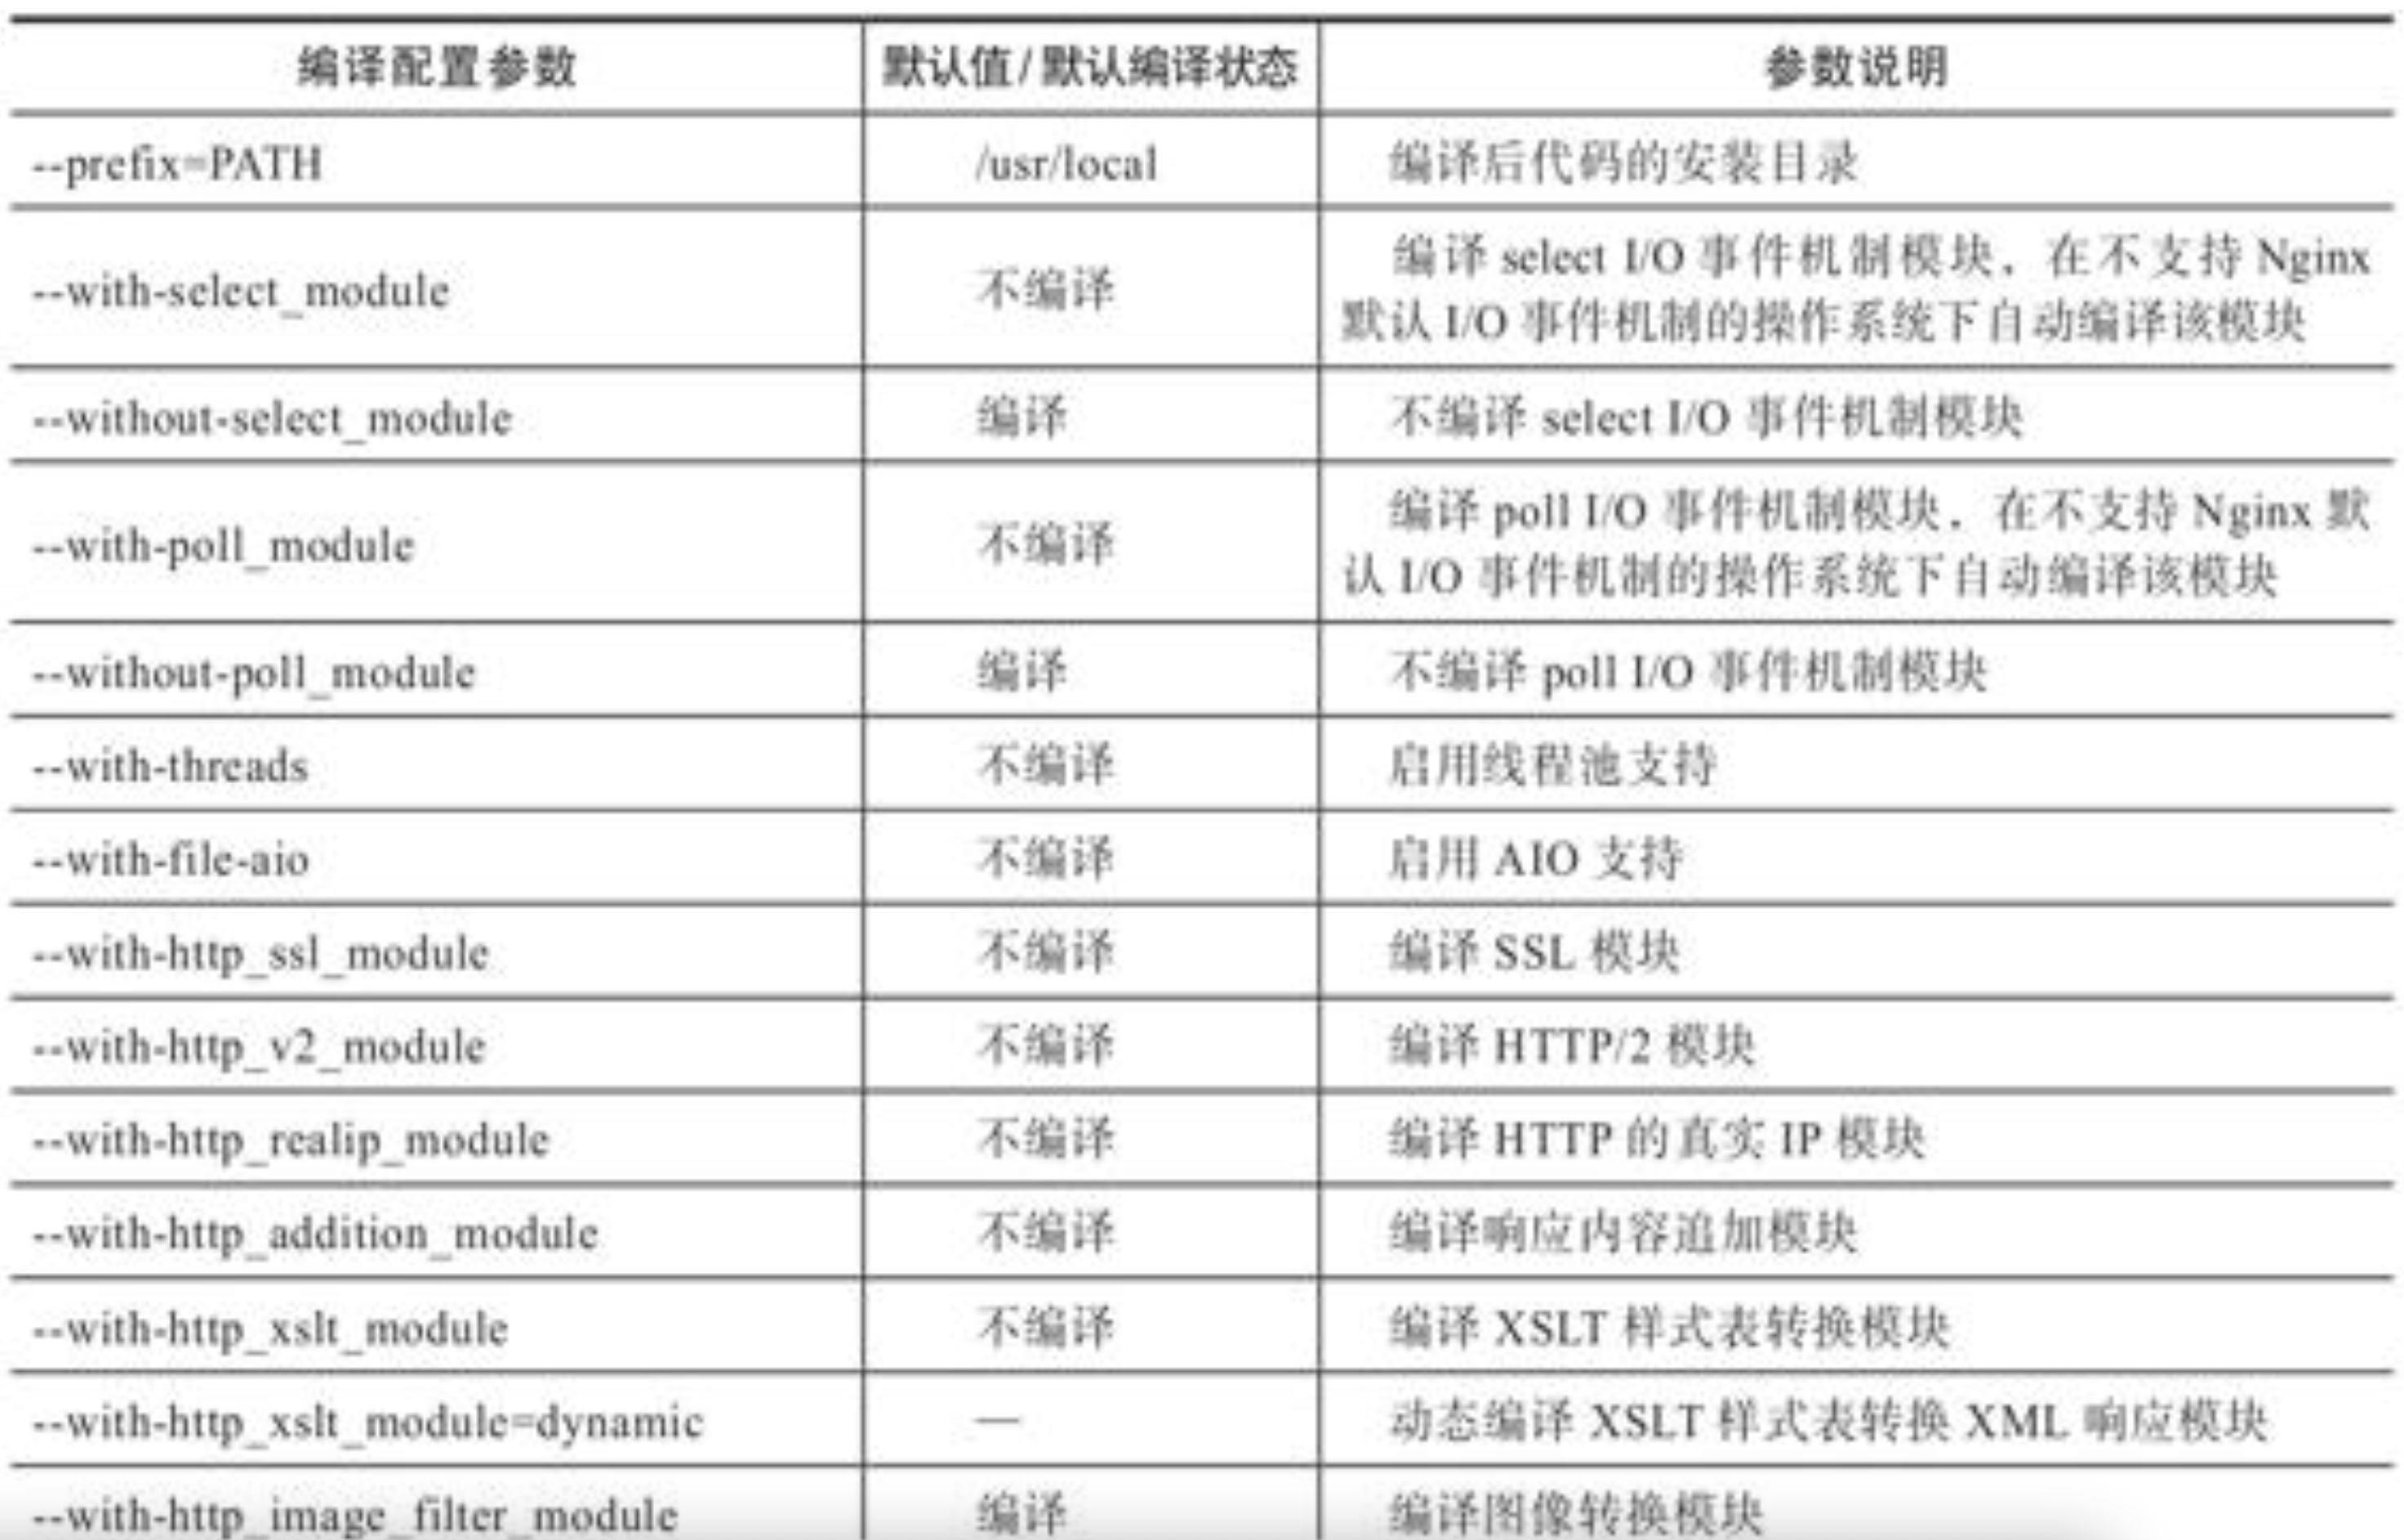 编译配置参数 默认值/默认编译状态 参数说明
--prefix=PATH /usr/local 编译后代码的安装目录
--with-select_module 不编译 编译 select I/O 事件机制模块，在不支持 Nginx
默认 I/O 事件机制的操作系统下自动编译该模块
--without-select_module 编译 不编译 select I/O 事件机制模块
--with-poll_module 不编译 编译 poll I/O 事件机制模块，在不支持 Nginx 默
认 I/O 事件机制的操作系统下自动编译该模块
--without-poll_module 编译 不编译 poll I/O 事件机制模块
--with-threads 不编译 启用线程池支持
--with-file-aio 不编译 启用 AIO 支持
--with-http_ssl_module 不编译 编译 SSL 模块
--with-http_v2_module 不编译 编译 HTTP/2 模块
--with-http_realip_module 不编译 编译 HTTP 的真实 IP 模块
--with-http_addition_module 不编译 编译响应内容追加模块
--with-http_xslt_module 不编译 编译 XSLT 样式表转换模块
--with-http_xslt_module=dynamic — 动态编译 XSLT 样式表转换 XML 响应模块
--with-http_image_filter_module 编译 编译图像转换模块